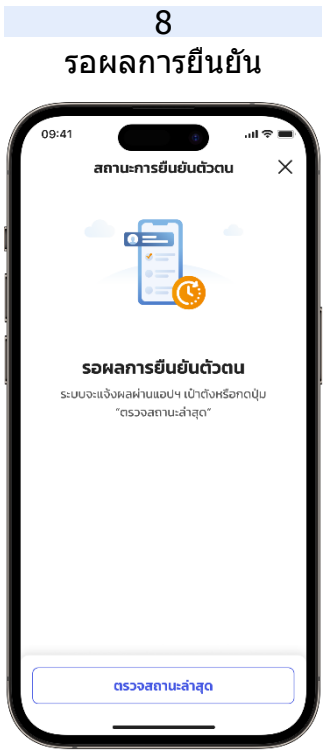 8
รอผลการยืนยัน
09:41
สถานะการยืนยันตัวตน
รอผลการยืนยันตัวตน
ระบบจะแจ้งผลผ่านแอปฯ เป๋าตังหรือกดปุ่ม
“ตรวจสถานะล่าสุด”
ตรวจสถานะล่าสุด